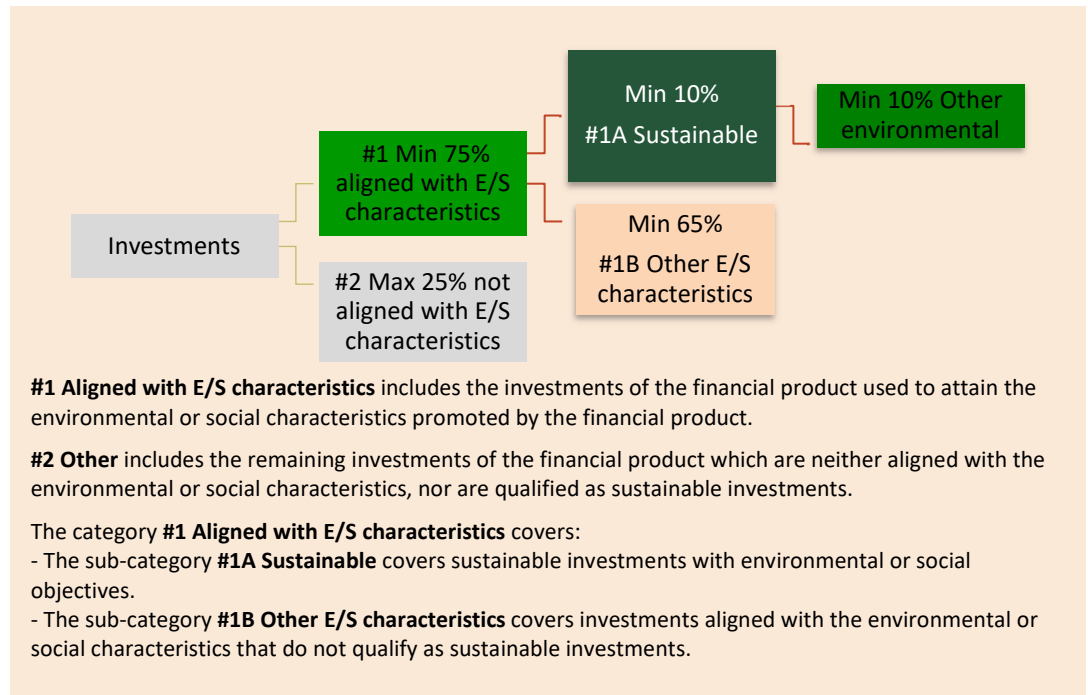 Min 10%
#1A Sustainable
Min 10% Other
environmental
#1 Min 75%
aligned with E/S
characteristics
Investments
Min 65%
#1B Other E/S
characteristics
#2 Max 25% not
aligned with E/S
characteristics
#1 Aligned with E/S characteristics includes the investments of the financial product used to attain the
environmental or social characteristics promoted by the financial product.
#2 Other includes the remaining investments of the financial product which are neither aligned with the
environmental or social characteristics, nor are qualified as sustainable investments.
The category #1 Aligned with E/S characteristics covers:
- The sub-category #1A Sustainable covers sustainable investments with environmental or social
objectives.
- The sub-category #1B Other E/S characteristics covers investments aligned with the environmental or
social characteristics that do not qualify as sustainable investments.